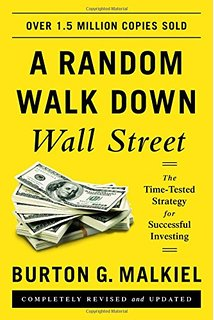 OVER 1.5 MILLION COPIES SOLD
A RANDOM
WALK DOWN
Wall Street
The
Time-Tested
Strategy
for
Successful
Investing
BURTON G. MALKIEL
COMPLETELY REVISED and UPDATED